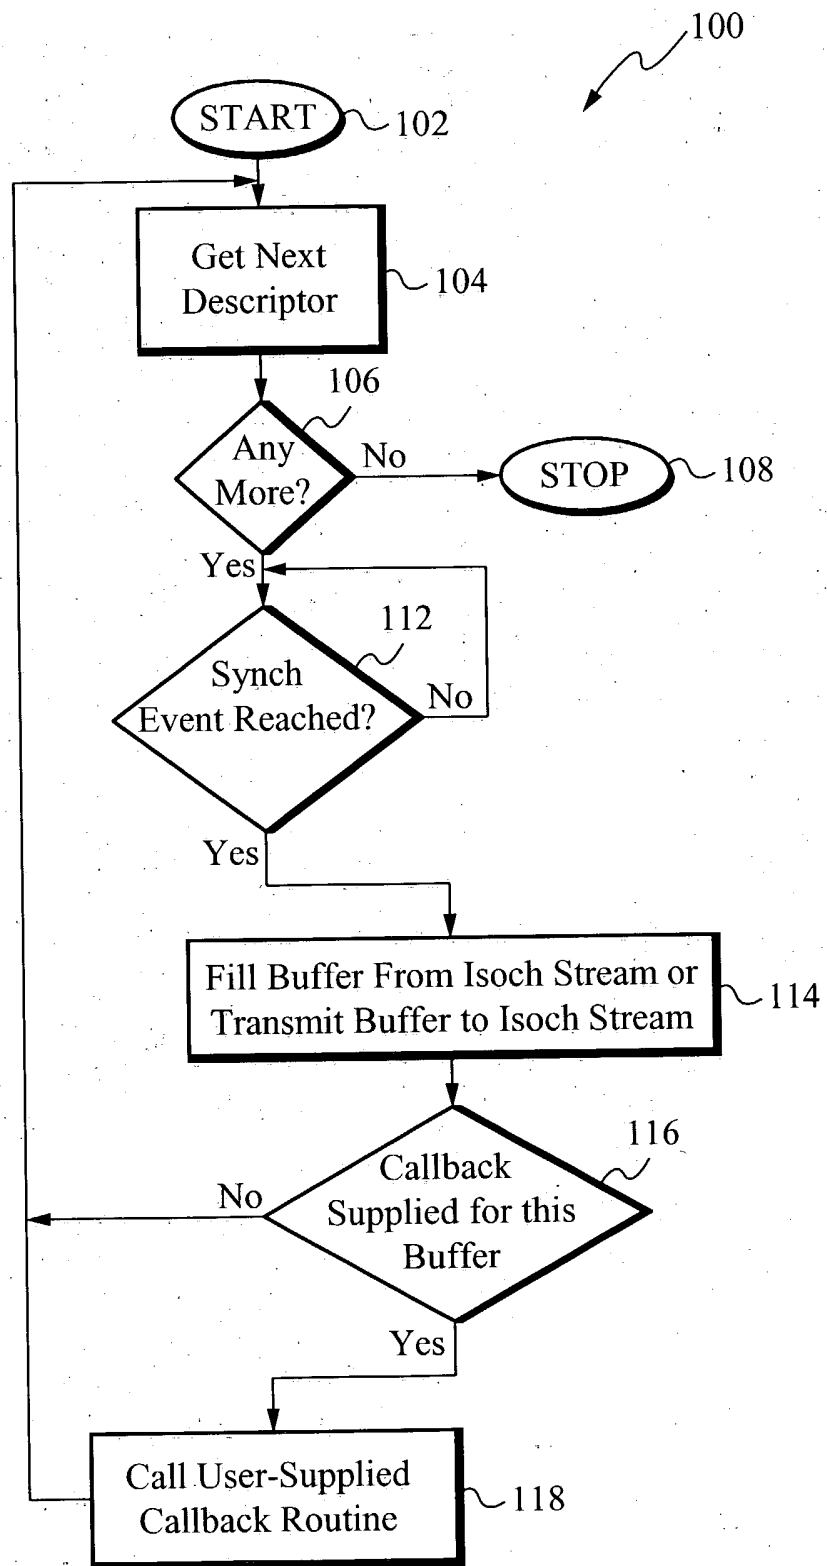 100
START
102
Get Next
Descriptor
104
106
Any
More?
No
STOP
108
Yes
112
Synch
Event Reached?
No
Yes
Fill Buffer From Isoch Stream or
Transmit Buffer to Isoch Stream
114
116
Callback
Supplied for this
Buffer
No
Yes
Call User-Supplied
Callback Routine
118